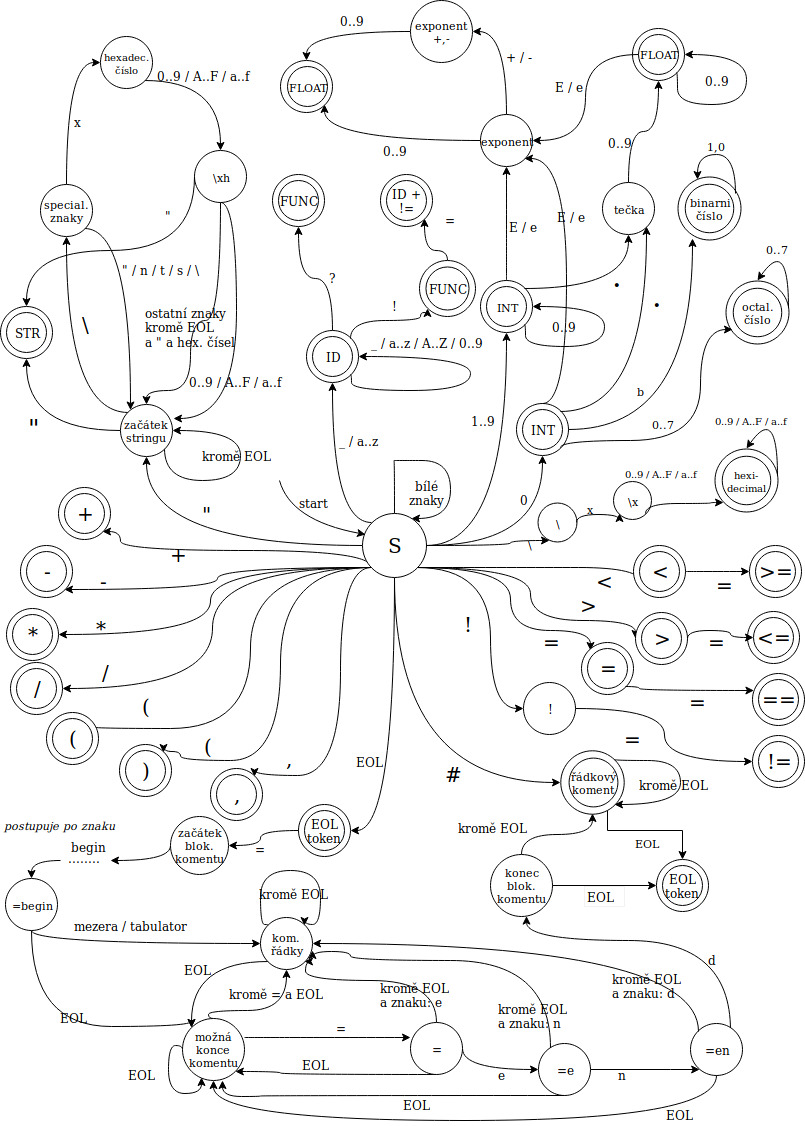 0..9
exponent
+,-
hexadec.
číslo
0..9 / A..F / a..f
FLOAT
+ / -
E / e
FLOAT
0..9
x
0..9
exponent
0..9
1,0
special.
znaky
\xh
"
FUNC
ID +
!=
=
E / e
E / e
tečka
binarni
číslo
" / n / t / s / \
?
FUNC
0..7
.
.
octal.
číslo
STR
\
ostatní znaky
kromě EOL
a " a hex. čísel
!
INT
0..9
ID
_ / a..z / A..Z / 0..9
0..9 / A..F / a..f
b
0..7
"
začátek
stringu
kromě EOL
_ / a..z
1..9
INT
0..9 / A..F / a..f
bílé
znaky
0..9 / A..F / a..f
hexi-
decimal
"
start
0
\
x
\x
+
+
S
\
-
-
<
<
=
>=
*
*
>
!
=
>
=
<=
/
/
=
=
==
(
(
!
=
!=
)
(
,
,
EOL
#
řádkový
koment
kromě EOL
postupuje po znaku
začátek
blok.
komentu
=
EOL
token
kromě EOL
EOL
begin
........
konec
blok.
komentu
EOL
EOL
token
=begin
mezera / tabulator
kromě EOL
kom.
řádky
d
EOL
kromě = a EOL
kromě EOL
a znaku: e
kromě EOL
a znaku: n
kromě EOL
a znaku: d
EOL
možná
konce
komentu
=
=
=en
EOL
EOL
e
=e
n
EOL
EOL